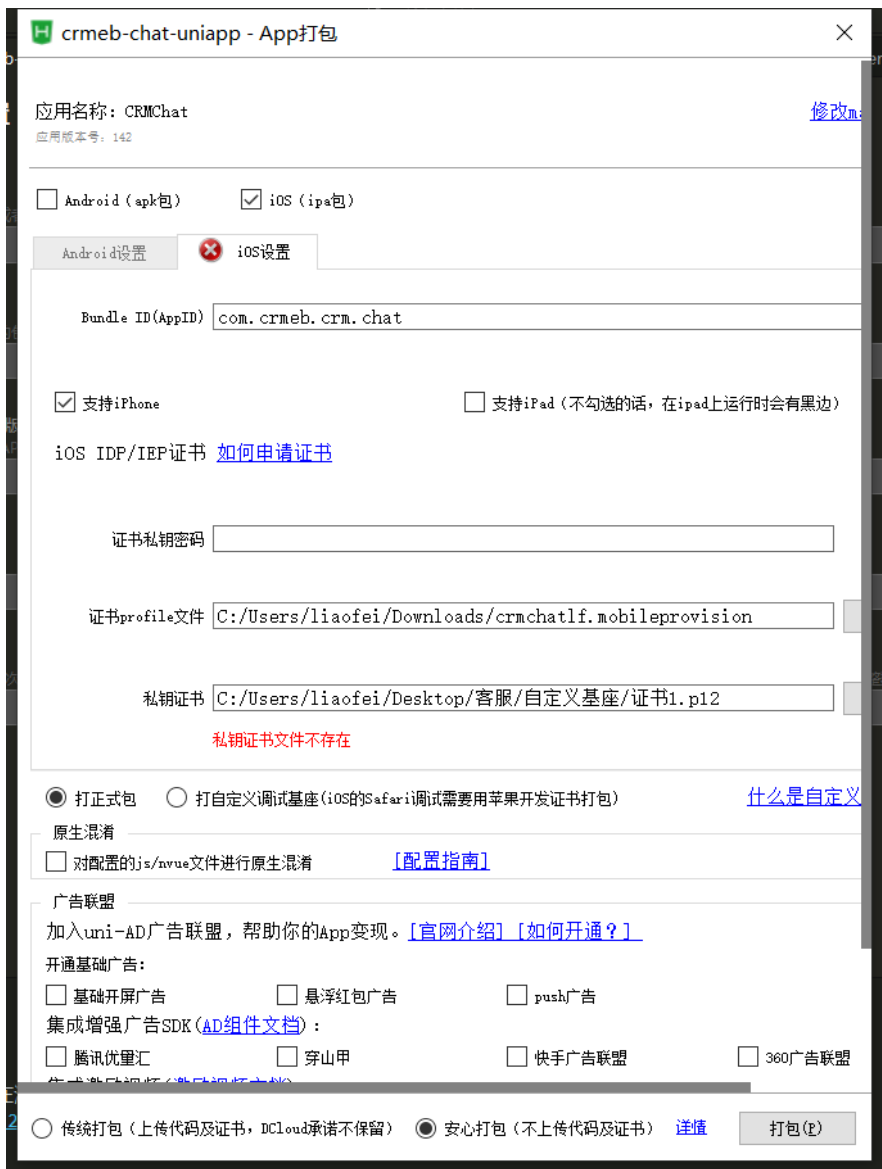 crmeb-chat-uniapp - App打包
应用名称: CRMChat
修改ma
应用版本号: 142
Android(apk包)
iOS(ipa包)
Android设置
iOS设置
Bundle ID(AppID)
com.crmeb.crm.chat
支持iPhone
支持iPad(不勾选的话，在ipad上运行时会有黑边)
iOS IDP/IEP证书 如何申请证书
证书私钥密码
证书profile文件
C:/Users/liaofei/Downloads/crmchatlf.mobileprovision
私钥证书
C:/Users/liaofei/Desktop/客服/自定义基座/证书1.p12
私钥证书文件不存在
打正式包
打自定义调试基座(iOS的Safari调试需要用苹果开发证书打包)
什么是自定义
原生混淆
对配置的js/nvue文件进行原生混淆
[配置指南]
广告联盟
加入uni-AD广告联盟，帮助你的App变现。[官网介绍] [如何开通？]
开通基础广告:
基础开屏广告
悬浮红包广告
push广告
集成增强广告SDK(AD组件文档):
腾讯优量汇
穿山甲
快手广告联盟
360广告联盟
传统打包(上传代码及证书，DCloud承诺不保留)
安心打包(不上传代码及证书)
详情
打包(P)